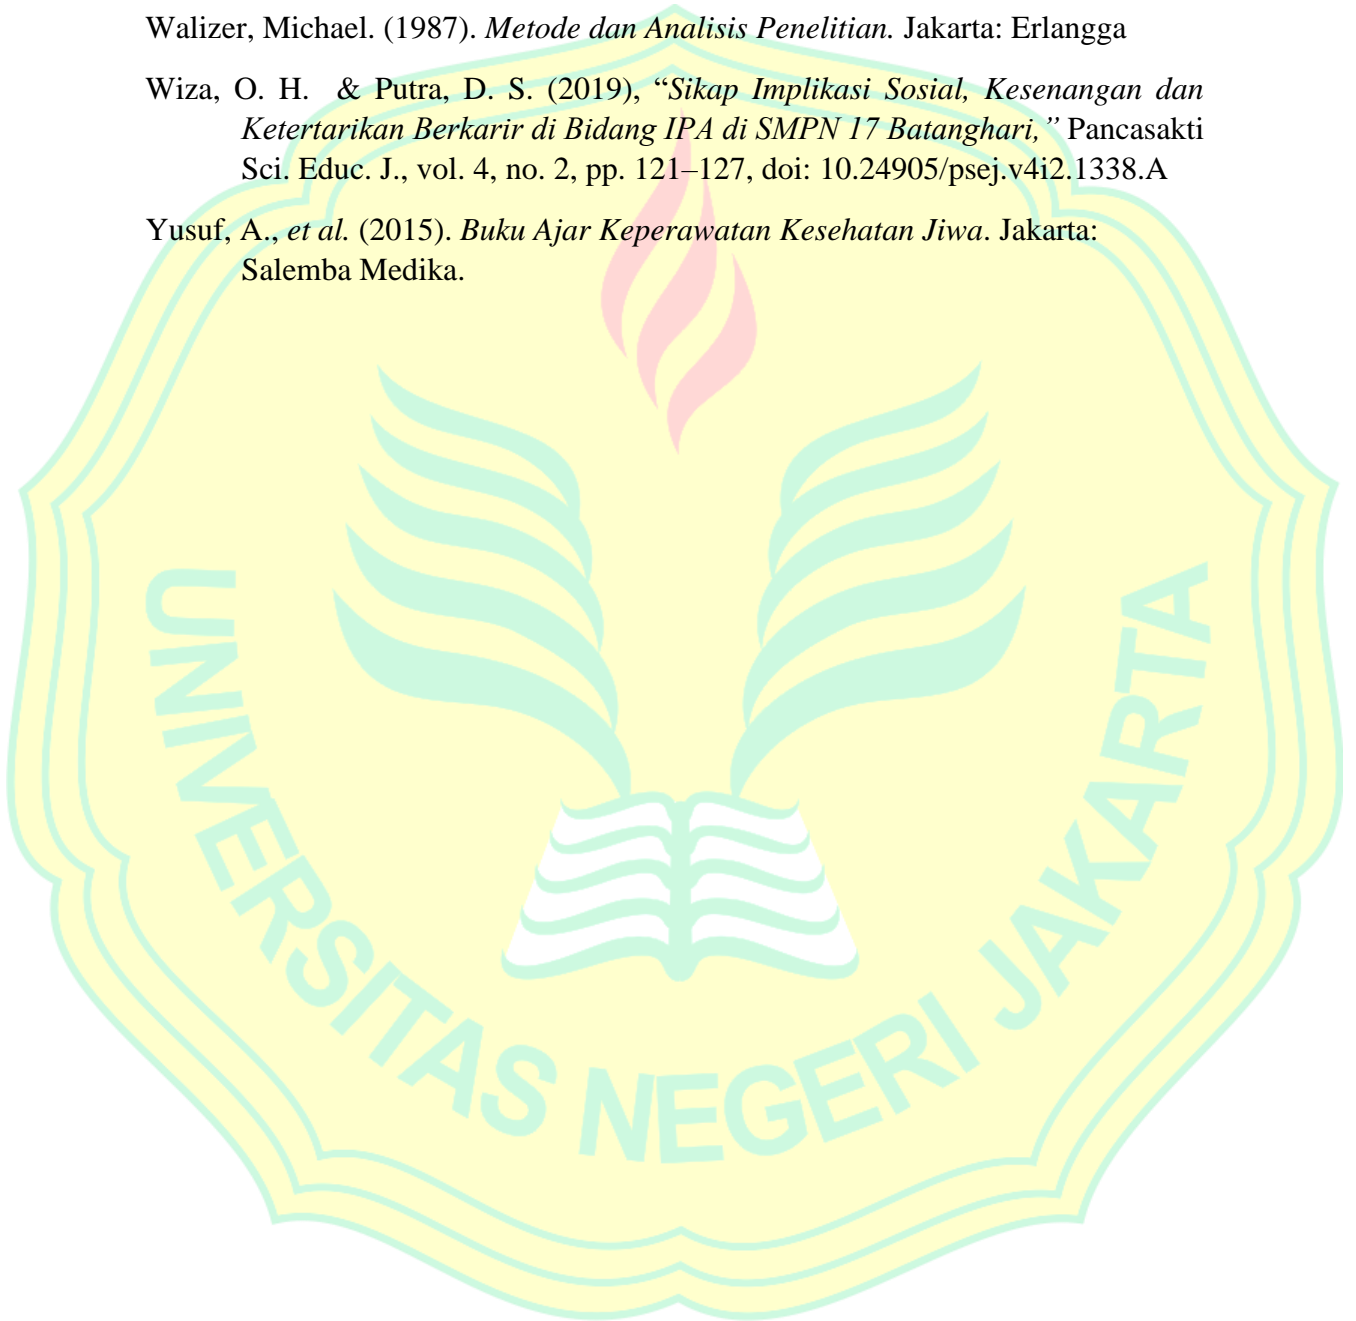 Walizer, Michael. (1987). Metode dan Analisis Penelitian. Jakarta: Erlangga
Wiza, O. H. & Putra, D. S. (2019), “Sikap Implikasi Sosial, Kesenangan dan
Ketertarikan Berkarir di Bidang IPA di SMPN 17 Batanghari,” Pancasakti
Sci. Educ. J., vol. 4, no. 2, pp. 121–127, doi: 10.24905/psej.v4i2.1338.A
Yusuf, A., et al. (2015). Buku Ajar Keperawatan Kesehatan Jiwa. Jakarta:
Salemba Medika.
UNIVERSITAS NEGERI JAKARTA